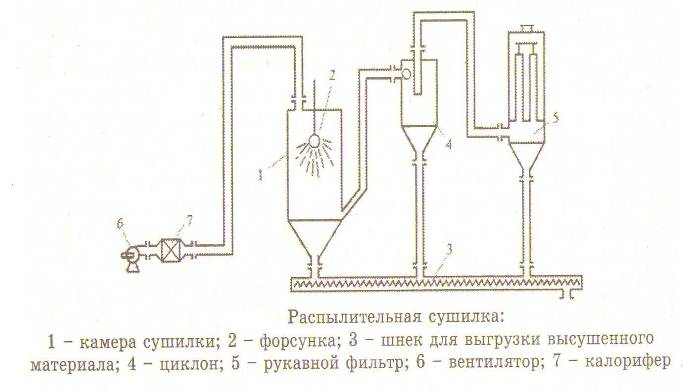 2
1
5
4
6
7
3
Распылительная сушилка:
1 – камера сушилки; 2 – форсунка; 3 – шнек для выгрузки высушенного
материала; 4 – циклон; 5 – рукавной фильтр; 6 – вентилятор; 7 – калорифер